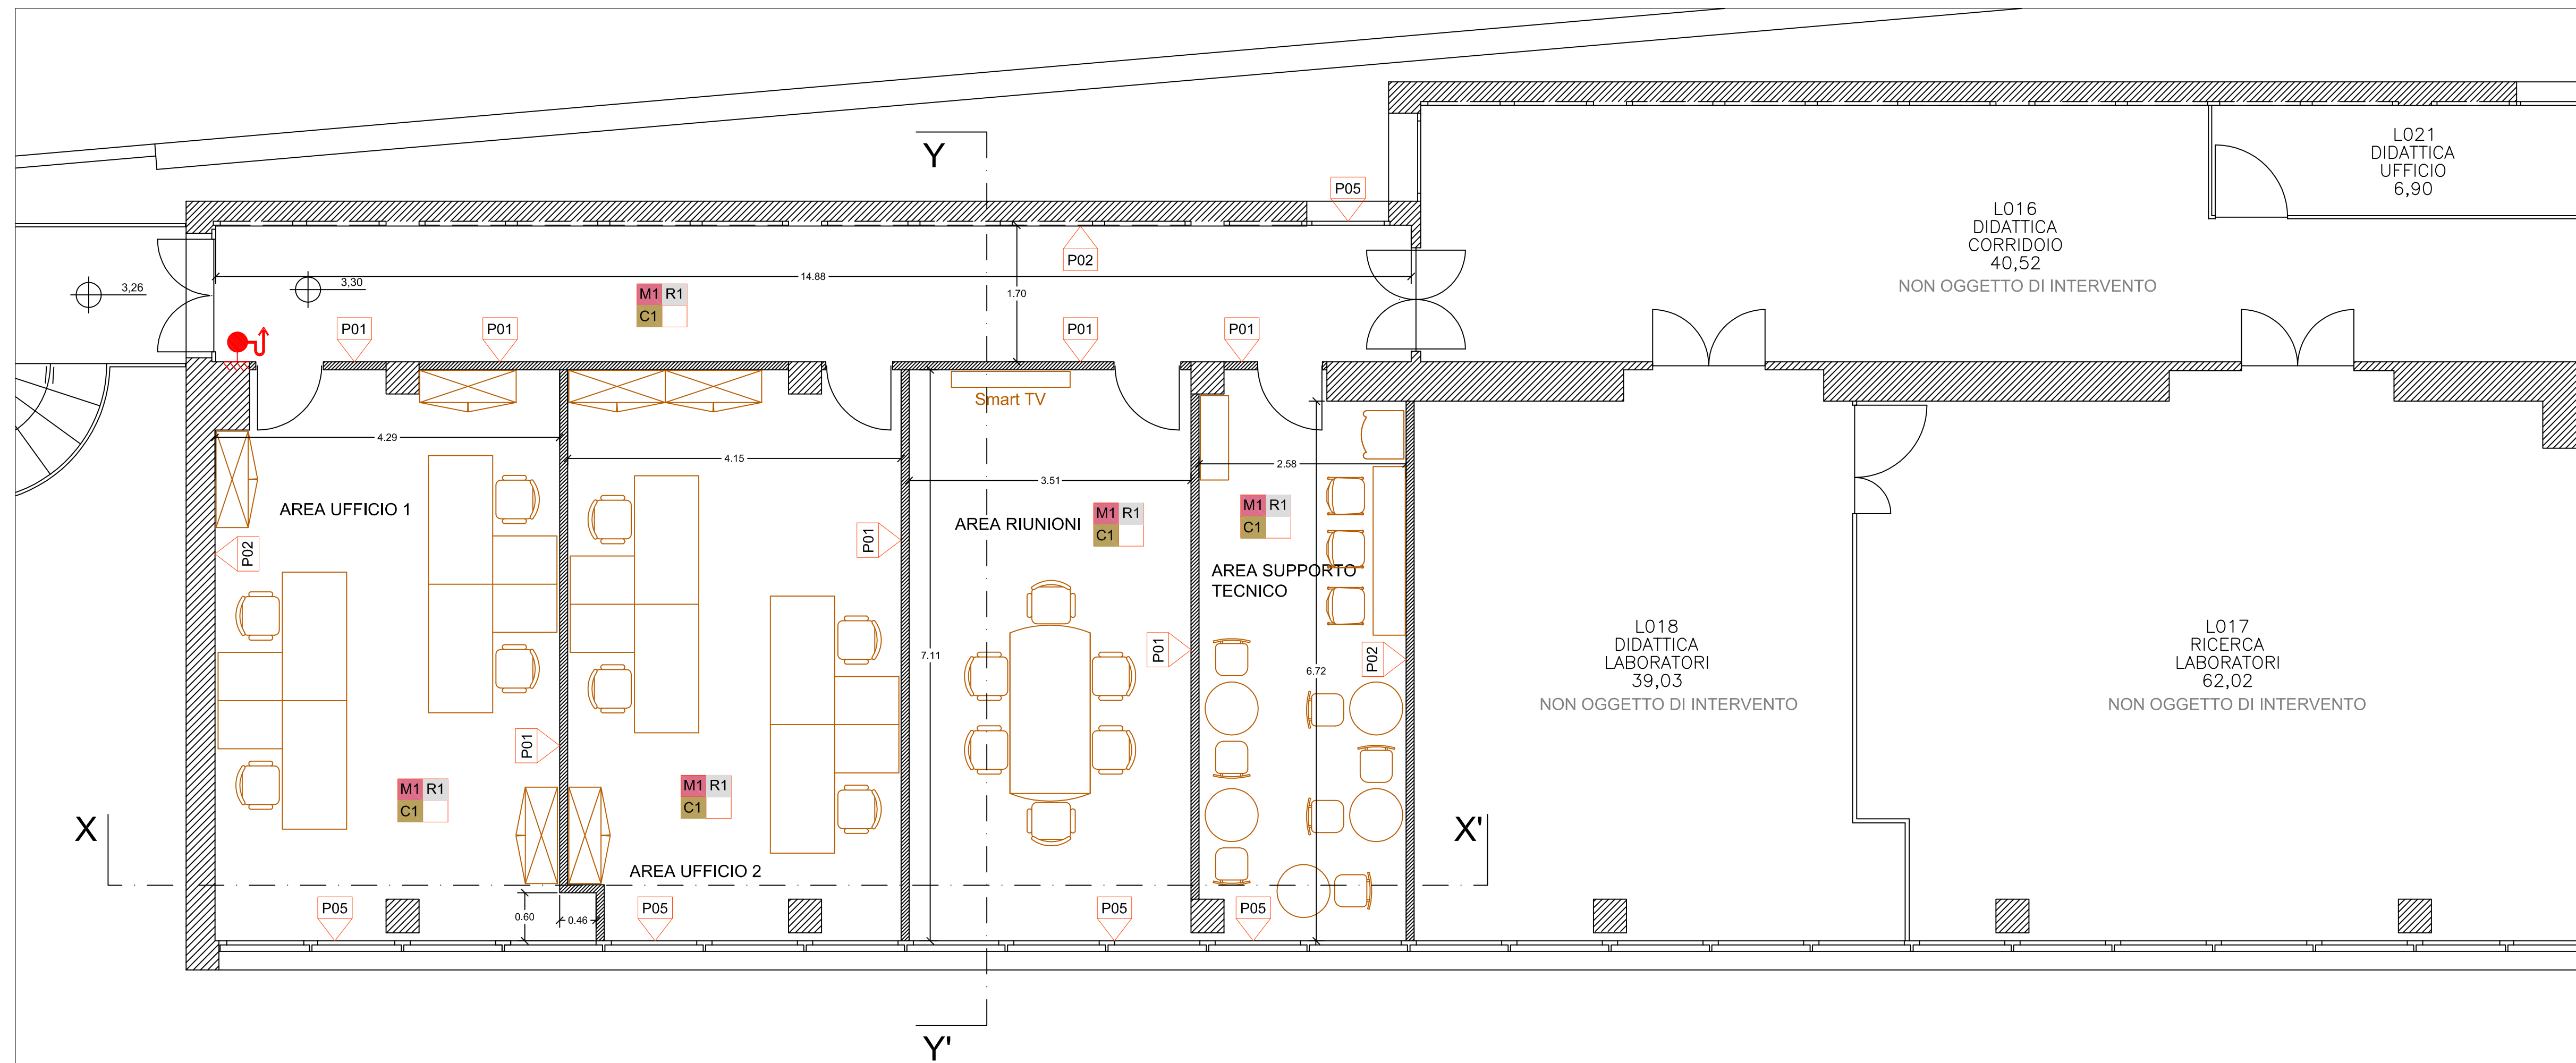 Y
P05
L021
DIDATTICA
UFFICIO
6,90
L016
DIDATTICA
CORRIDOIO
40,52
NON OGGETTO DI INTERVENTO
P02
14.88
1.70
3,26
3,30
M1 R1
C1
P01
P01
P01
P01
Smart TV
4.29
4.15
3.51
2.58
AREA UFFICIO 1
AREA RIUNIONI
M1 R1
C1
M1 R1
C1
P02
P01
AREA SUPPORTO
TECNICO
7.11
P01
6.72
P02
L018
DIDATTICA
LABORATORI
39,03
NON OGGETTO DI INTERVENTO
L017
RICERCA
LABORATORI
62,02
NON OGGETTO DI INTERVENTO
P01
M1 R1
C1
M1 R1
C1
X
X'
AREA UFFICIO 2
P05
0.60
0.46
P05
P05
P05
Y'